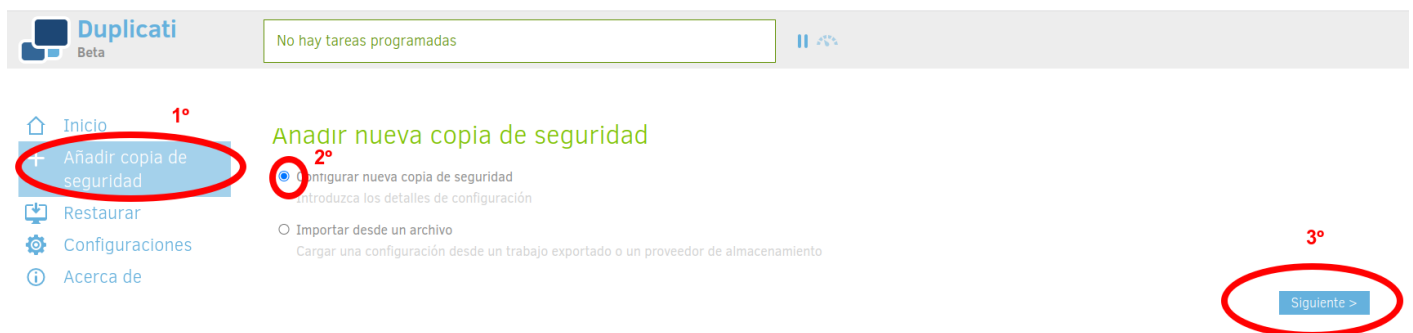 Duplicati
Beta
No hay tareas programadas
1º
Inicio
Añadir copia de
seguridad
Restaurar
Configuraciones
Acerca de
Añadir nueva copia de seguridad
2º
Configurar nueva copia de seguridad
Introduzca los detalles de configuración
Importar desde un archivo
Cargar una configuración desde un trabajo exportado o un proveedor de almacenamiento
3º
Siguiente >